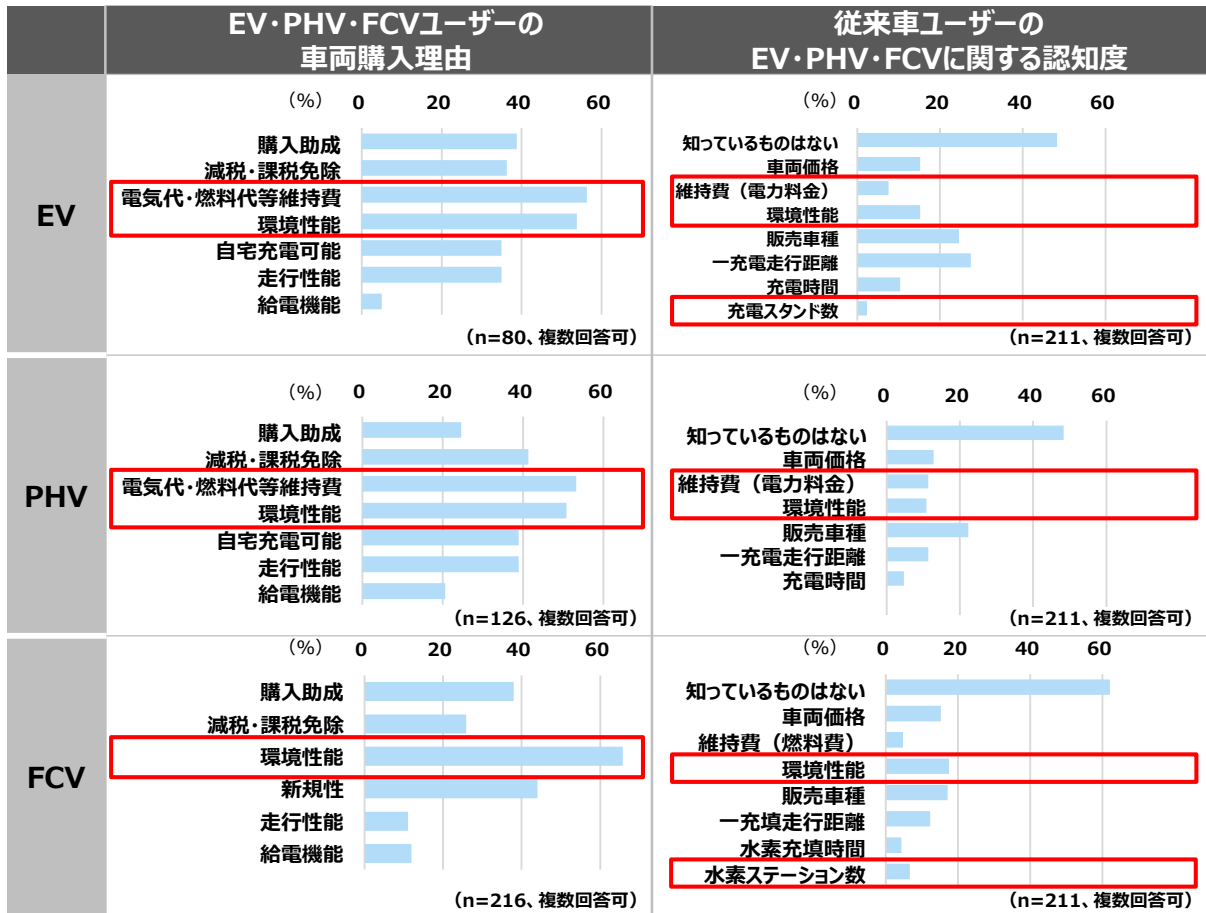 EV・PHV・FCVユーザーの
車両購入理由
従来車ユーザーの
EV・PHV・FCVに関する認知度
EV
（%） 0 20 40 60
購入助成
減税・課税免除
電気代・燃料代等維持費
環境性能
自宅充電可能
走行性能
給電機能
（n=80、複数回答可）
（%） 0 20 40 60
知っているものはない
車両価格
維持費（電力料金）
環境性能
販売車種
一充電走行距離
充電時間
充電スタンド数
（n=211、複数回答可）
PHV
（%） 0 20 40 60
購入助成
減税・課税免除
電気代・燃料代等維持費
環境性能
自宅充電可能
走行性能
給電機能
（n=126、複数回答可）
（%） 0 20 40 60
知っているものはない
車両価格
維持費（電力料金）
環境性能
販売車種
一充電走行距離
充電時間
（n=211、複数回答可）
FCV
（%） 0 20 40 60
購入助成
減税・課税免除
環境性能
新規性
走行性能
給電機能
（n=216、複数回答可）
（%） 0 20 40 60
知っているものはない
車両価格
維持費（燃料費）
環境性能
販売車種
一充填走行距離
水素充填時間
水素ステーション数
（n=211、複数回答可）